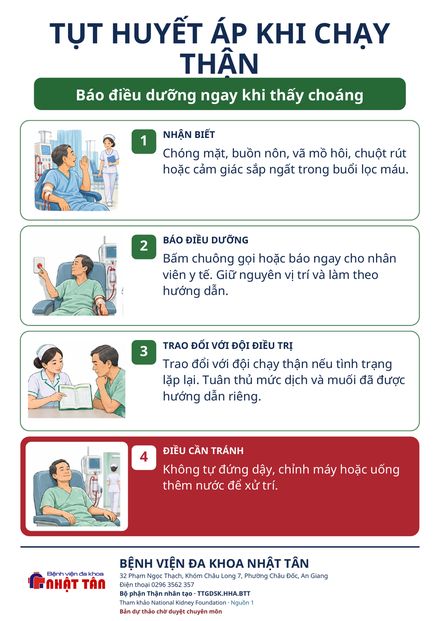 TỤT HUYẾT ÁP KHI CHẠY
THẬN
Báo điều dưỡng ngay khi thấy choáng
1
NHẬN BIẾT
Chóng mặt, buồn nôn, vã mồ hôi, chuột rút
hoặc cảm giác sắp ngất trong buổi lọc máu.
2
BÁO ĐIỀU DƯỠNG
Bấm chuông gọi hoặc báo ngay cho nhân
viên y tế. Giữ nguyên vị trí và làm theo
hướng dẫn.
3
TRAO ĐỔI VỚI ĐỘI ĐIỀU TRỊ
Trao đổi với đội chạy thận nếu tình trạng
lặp lại. Tuân thủ mức dịch và muối đã được
hướng dẫn riêng.
4
ĐIỀU CẦN TRÁNH
Không tự đứng dậy, chỉnh máy hoặc uống
thêm nước để xử trí.
Bệnh viện đa khoa
NHẬT TÂN
BỆNH VIỆN ĐA KHOA NHẬT TÂN
32 Phạm Ngọc Thạch, Khóm Châu Long 7, Phường Châu Đốc, An Giang
Điện thoại 0296 3562 357
Bộ phận Thận nhân tạo · TTGDSK.HHA.BTT
Tham khảo National Kidney Foundation · Nguồn 1
Bản dự thảo chờ duyệt chuyên môn